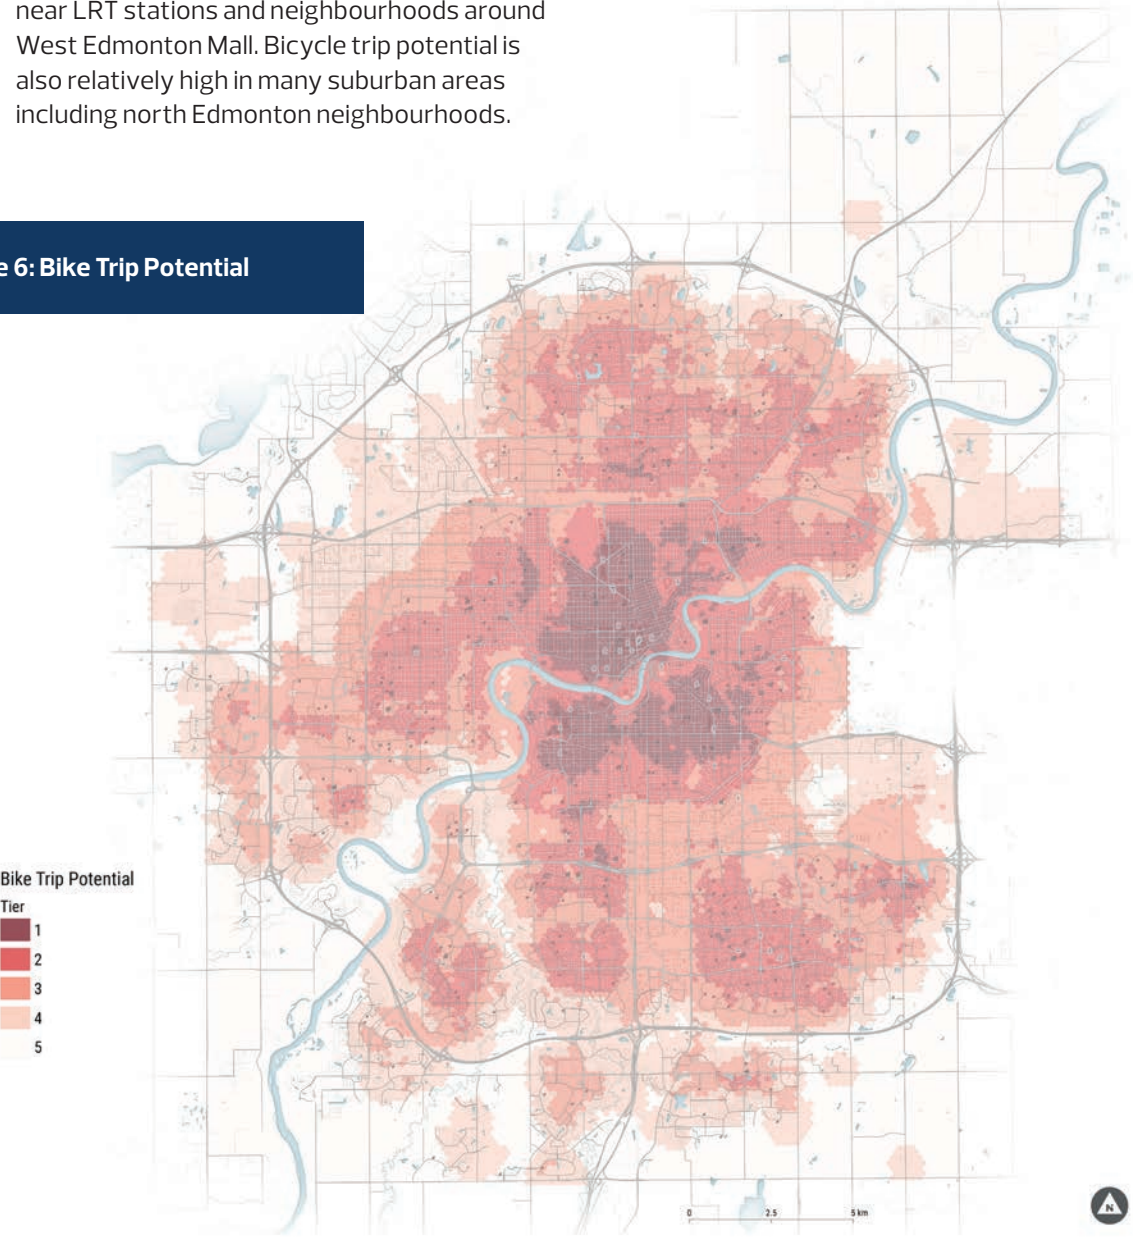 near LRT stations and neighbourhoods around
West Edmonton Mall. Bicycle trip potential is
also relatively high in many suburban areas
including north Edmonton neighbourhoods.
e 6: Bike Trip Potential
Bike Trip Potential
Tier
1
2
3
4
5
0 2.5 5 km
N